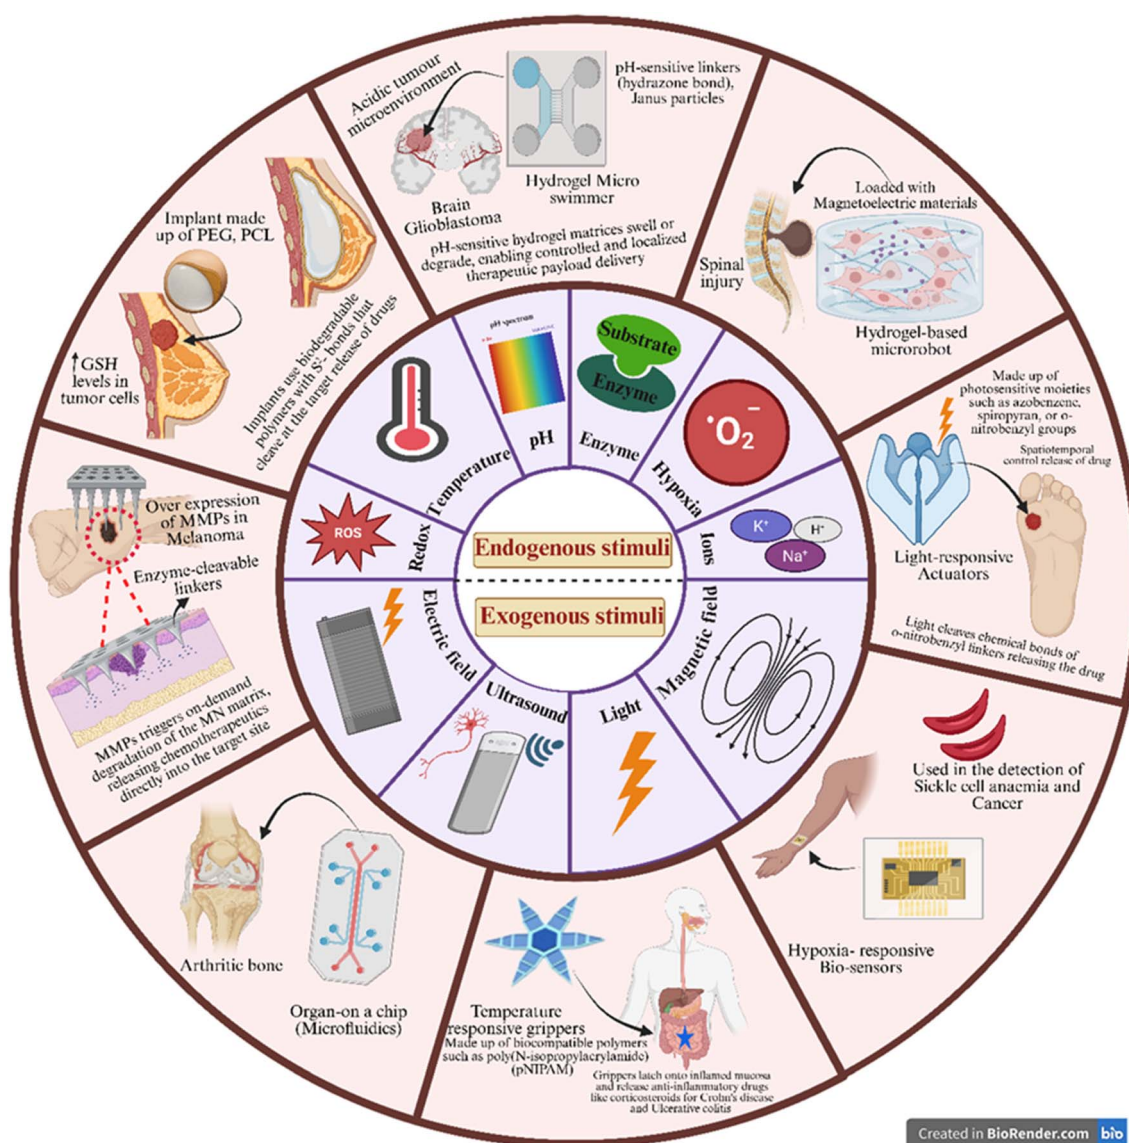 Acidic tumour
microenvironment
Brain
Glioblastoma
Hydrogel Micro
swimmer
pH-sensitive linkers
(hydrazone bond),
Janus particles
pH-sensitive hydrogel matrices swell or
degrade, enabling controlled and localized
therapeutic payload delivery
Loaded with
Magnetoelectric materials
Spinal
injury
Hydrogel-based
microrobot
Made up of
photosensitive moieties
such as azobenzene,
spiropyran, or o-
nitrobenzyl groups
Spatiotemporal
control release of drug
Light-responsive
Actuators
Light cleaves chemical bonds of
o-nitrobenzyl linkers releasing the drug
Used in the detection of
Sickle cell anaemia and
Cancer
Hypoxia- responsive
Bio-sensors
Temperature
responsive grippers
Made up of biocompatible polymers
such as poly(N-isopropylacrylamide)
(pNIPAM)
Grippers latch onto inflamed mucosa
and release anti-inflammatory drugs
like corticosteroids for Crohn's disease
and Ulcerative colitis
Arthritic bone
Organ-on a chip
(Microfluidics)
Over expression
of MMPs in
Melanoma
Enzyme-cleavable
linkers
MMPs triggers on-demand
degradation of the MN matrix,
releasing chemotherapeutics
directly into the target site
Implant made
up of PEG, PCL
↑GSH
levels in
tumor cells
Implants use biodegradable
polymers with S²⁻ bonds that
cleave at the target release of drugs
Redox
ROS
Temperature
pH
pH spectrum
Enzyme
Substrate
Enzyme
Hypoxia
•O₂⁻
Ions
K⁺
H⁺
Na⁺
Endogenous stimuli
Exogenous stimuli
Electric field
Ultrasound
Light
Magnetic field
Created in BioRender.com bio